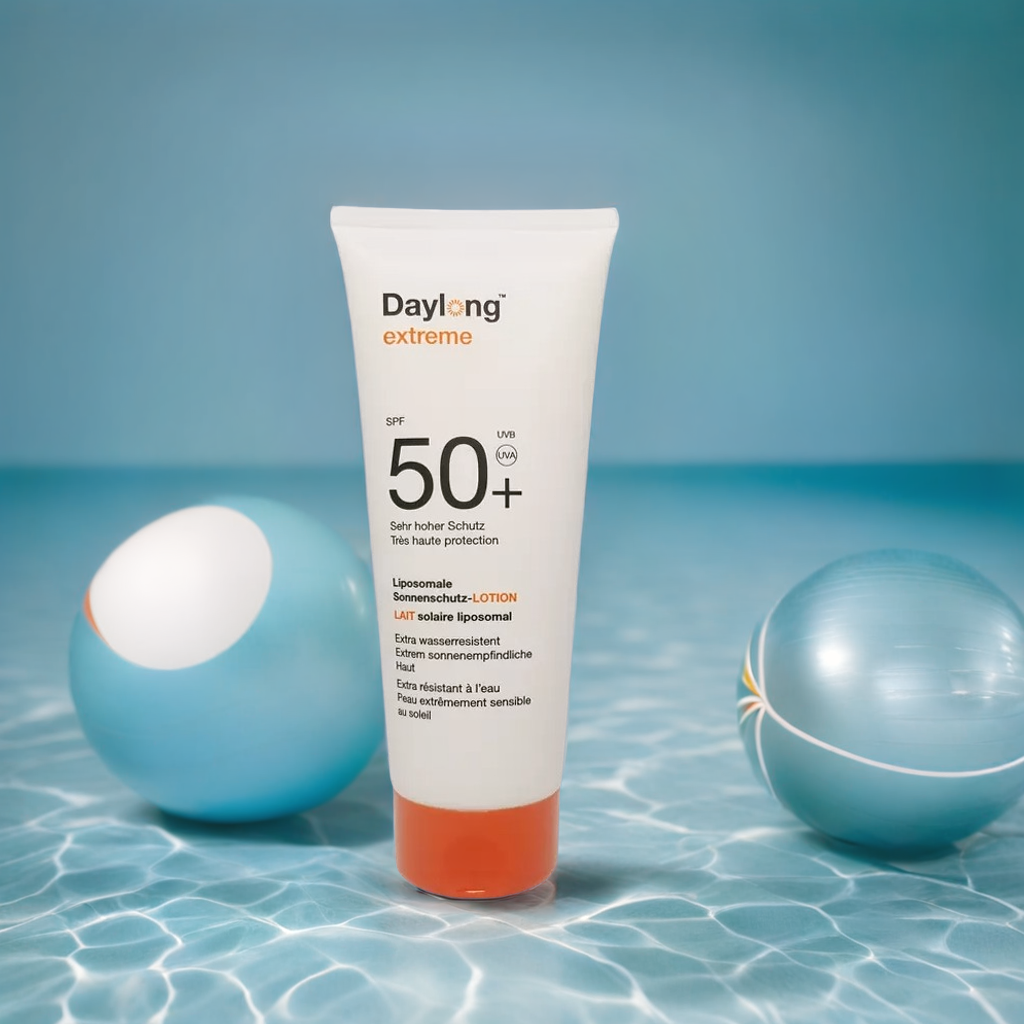 Daylong™
extreme
SPF
50+
UVB
UVA
Sehr hoher Schutz
Très haute protection
Liposomale
Sonnenschutz-LOTION
LAIT solaire liposomal
Extra wasserresistent
Extrem sonnenempfindliche
Haut
Extra résistant à l'eau
Peau extrêmement sensible
au soleil